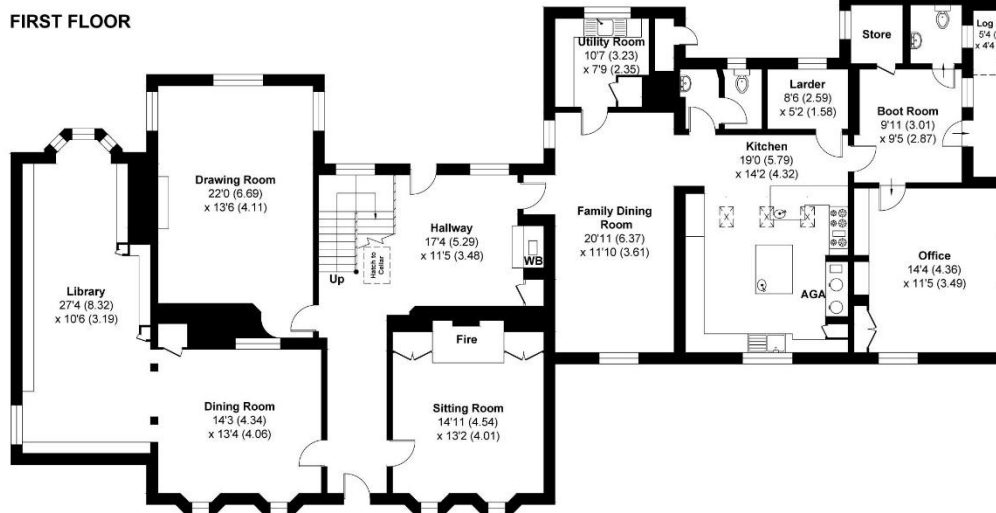 FIRST FLOOR
Utility Room
10'7 (3.23)
x 7'9 (2.35)
Store
Log
5'4 (
x 4'4
Larder
8'6 (2.59)
x 5'2 (1.58)
Boot Room
9'11 (3.01)
x 9'5 (2.87)
Kitchen
19'0 (5.79)
x 14'2 (4.32)
Drawing Room
22'0 (6.69)
x 13'6 (4.11)
Hallway
17'4 (5.29)
x 11'5 (3.48)
Family Dining
Room
20'11 (6.37)
x 11'10 (3.61)
Office
14'4 (4.36)
x 11'5 (3.49)
WB
Hatch to
Cellar
Up
Library
27'4 (8.32)
x 10'6 (3.19)
AGA
Fire
Dining Room
14'3 (4.34)
x 13'4 (4.06)
Sitting Room
14'11 (4.54)
x 13'2 (4.01)